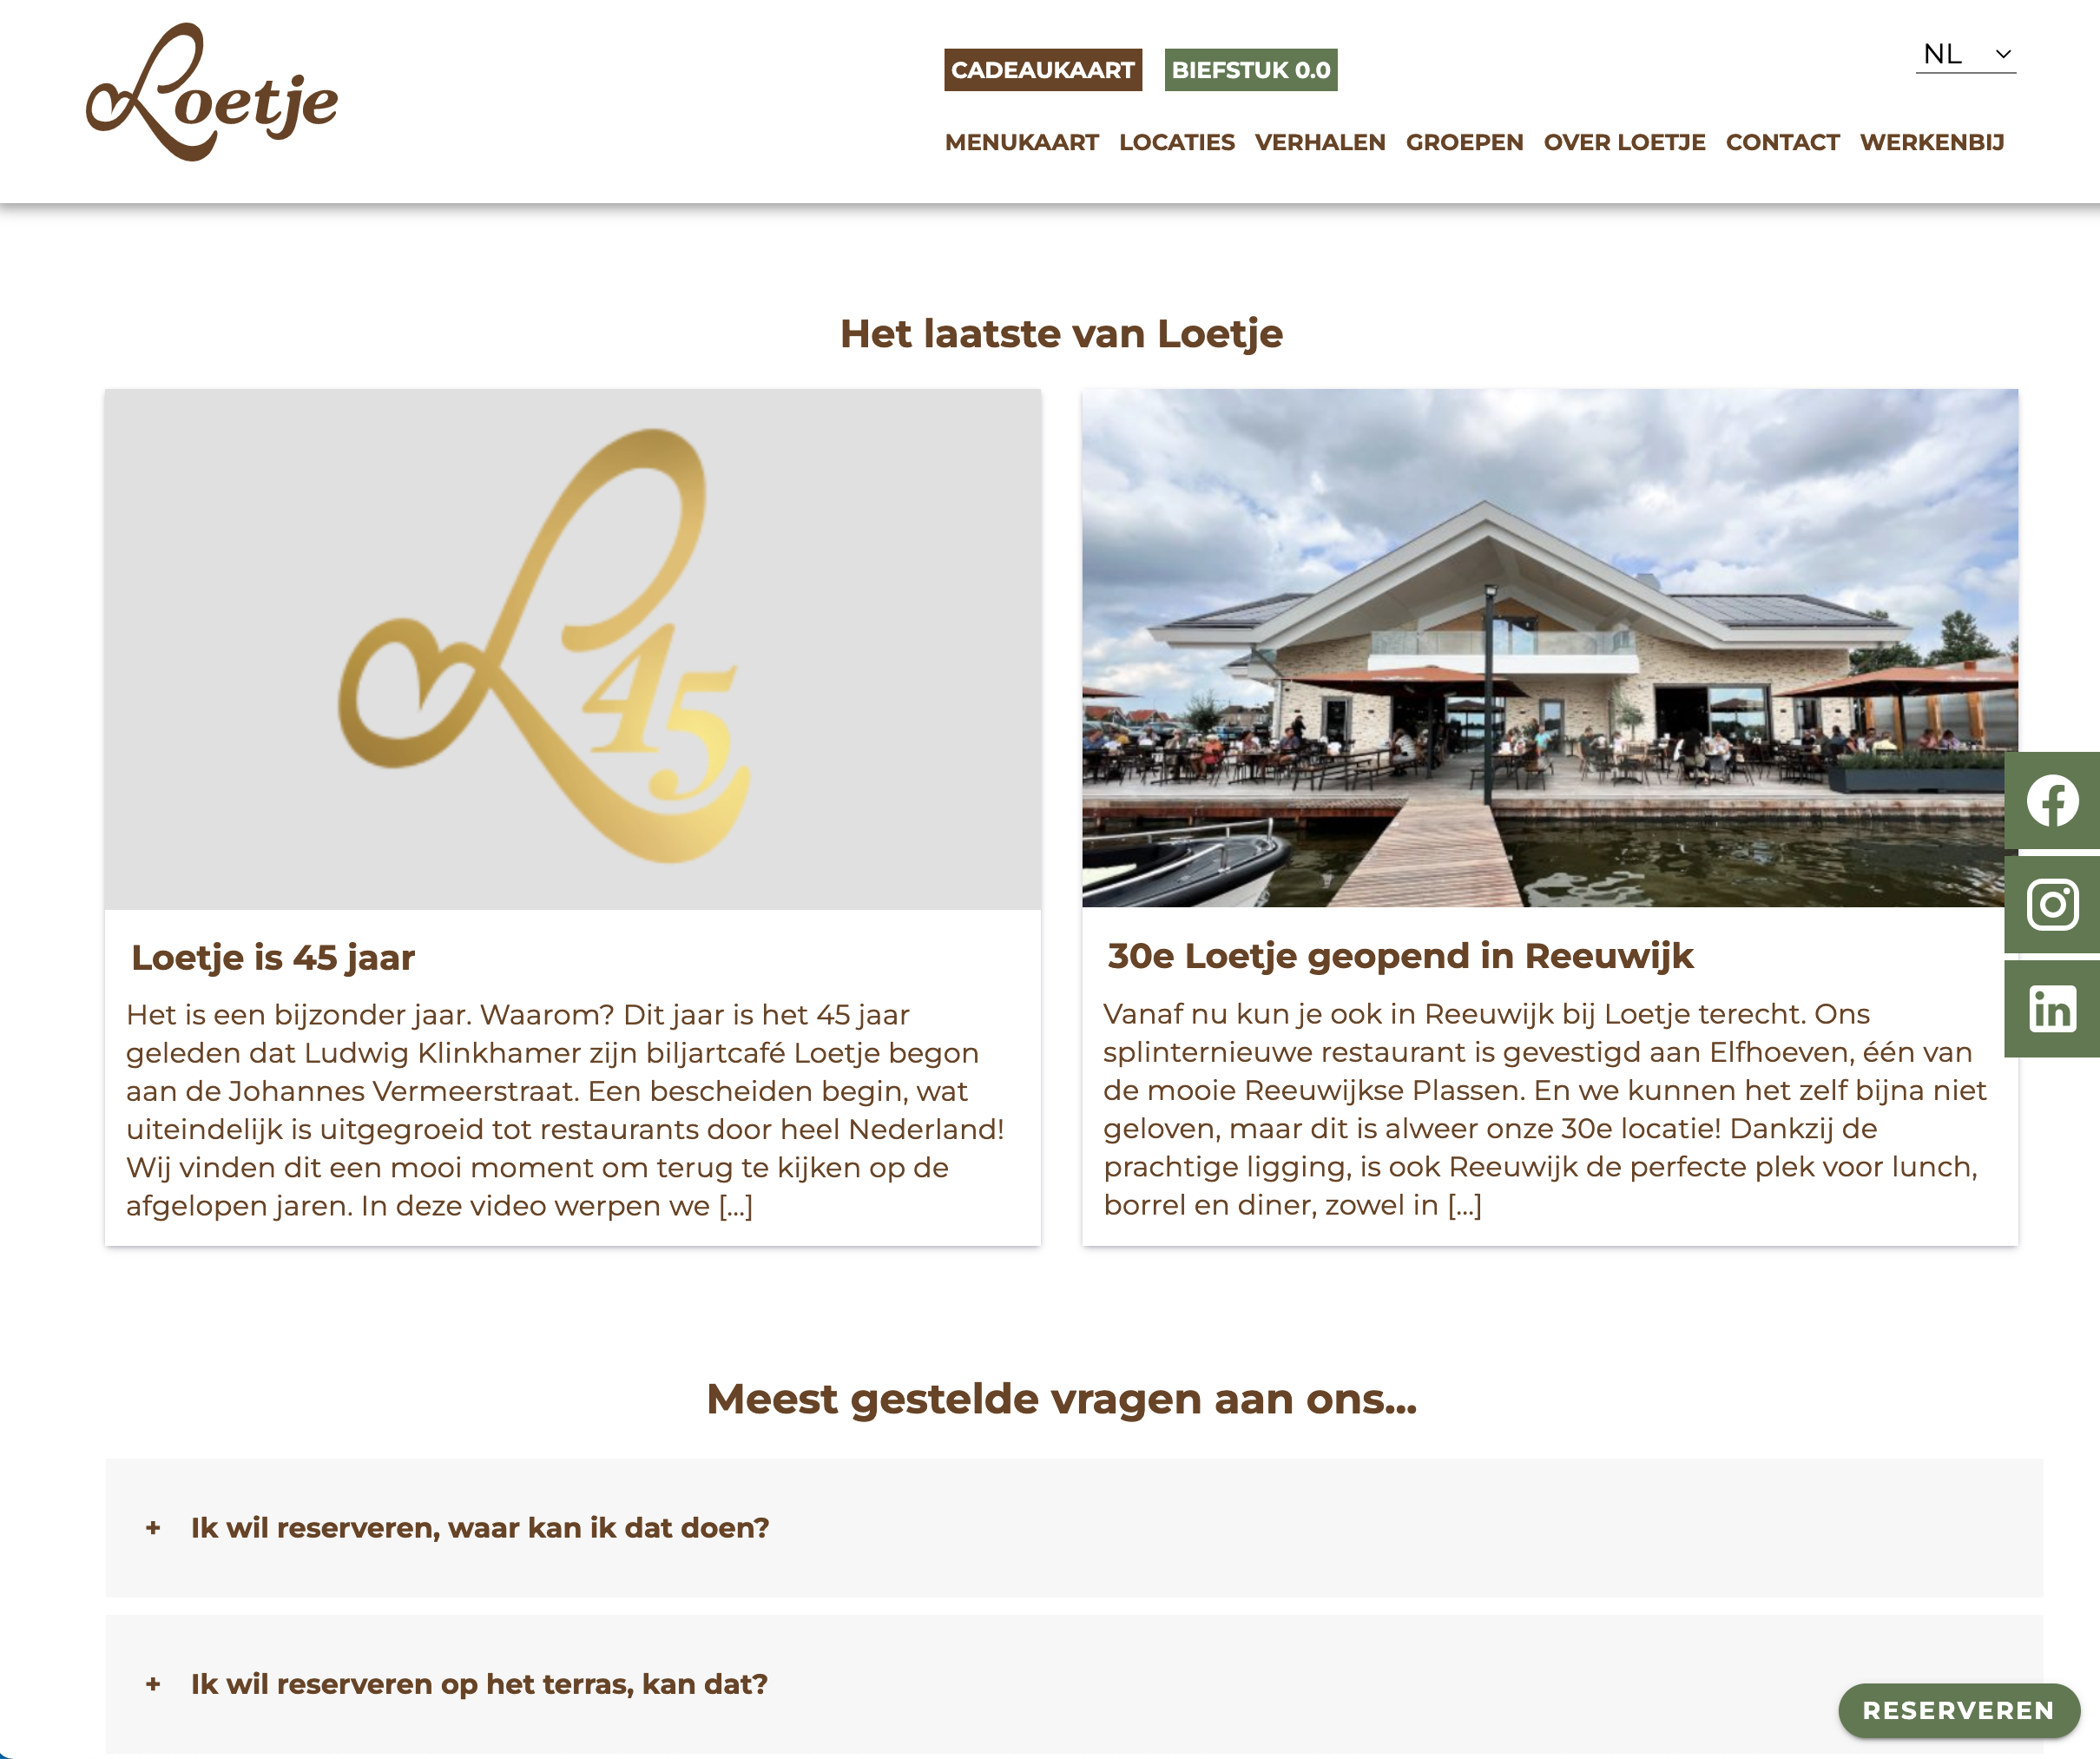 Loetje
CADEAUKAART
BIEFSTUK 0.0
NL
MENUKAART LOCATIES VERHALEN GROEPEN OVER LOETJE CONTACT WERKENBIJ
Het laatste van Loetje
L45
Loetje is 45 jaar
Het is een bijzonder jaar. Waarom? Dit jaar is het 45 jaar
geleden dat Ludwig Klinkhamer zijn biljartcafé Loetje begon
aan de Johannes Vermeerstraat. Een bescheiden begin, wat
uiteindelijk is uitgegroeid tot restaurants door heel Nederland!
Wij vinden dit een mooi moment om terug te kijken op de
afgelopen jaren. In deze video werpen we [...]
30e Loetje geopend in Reeuwijk
Vanaf nu kun je ook in Reeuwijk bij Loetje terecht. Ons
splinternieuwe restaurant is gevestigd aan Elfhoeven, één van
de mooie Reeuwijkse Plassen. En we kunnen het zelf bijna niet
geloven, maar dit is alweer onze 30e locatie! Dankzij de
prachtige ligging, is ook Reeuwijk de perfecte plek voor lunch,
borrel en diner, zowel in [...]
Meest gestelde vragen aan ons...
+ Ik wil reserveren, waar kan ik dat doen?
+ Ik wil reserveren op het terras, kan dat?
RESERVEREN